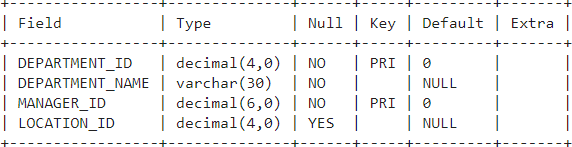 +-----------------+--------------+------+-----+---------+-------+
| Field           | Type         | Null | Key | Default | Extra |
+-----------------+--------------+------+-----+---------+-------+
| DEPARTMENT_ID   | decimal(4,0) | NO   | PRI | 0       |       |
| DEPARTMENT_NAME | varchar(30)  | NO   |     | NULL    |       |
| MANAGER_ID      | decimal(6,0) | NO   | PRI | 0       |       |
| LOCATION_ID     | decimal(4,0) | YES  |     | NULL    |       |
+-----------------+--------------+------+-----+---------+-------+